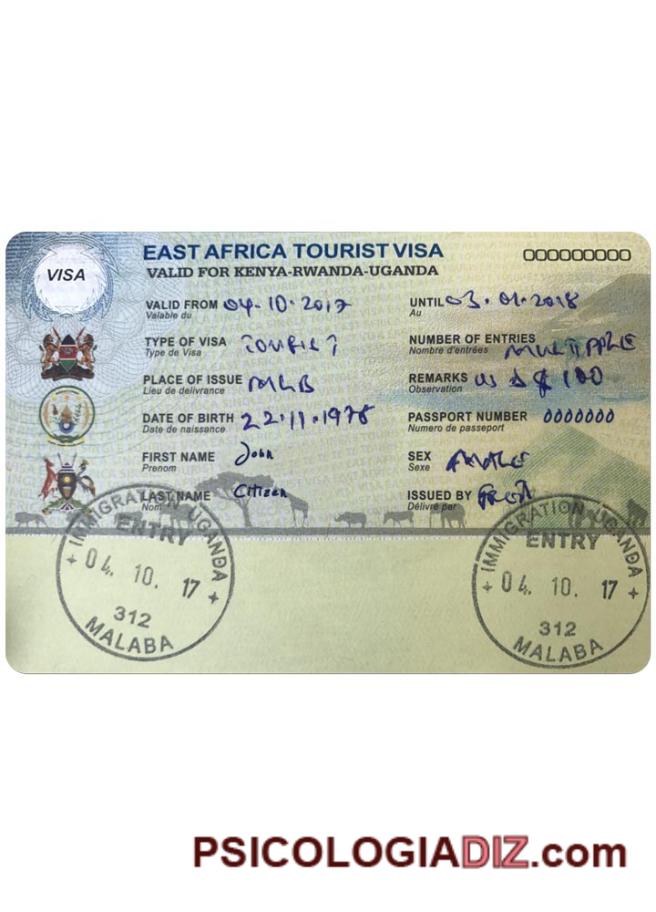 EAST AFRICA TOURIST VISA 000000000
VISA VALID FOR KENYA-RWANDA-UGANDA
VALID FROM 04.10.2017 UNTIL 03.01.2018
Valable du Au
TYPE OF VISA TOURIST NUMBER OF ENTRIES MULTIPLE
Type de Visa Nombre d'entrées
PLACE OF ISSUE MLB REMARKS US $ 100
Lieu de delivrance Observation
DATE OF BIRTH 22.11.1978 PASSPORT NUMBER 0000000
Date de naissance Numero de passeport
FIRST NAME John SEX MALE
Prenom Sexe
LAST NAME Citizen ISSUED BY
Nom Délivré par
IMMIGRATION UGANDA
ENTRY
04. 10. 17
312
MALABA
IMMIGRATION UGANDA
ENTRY
04. 10. 17
312
MALABA
PSICOLOGIADIZ.com